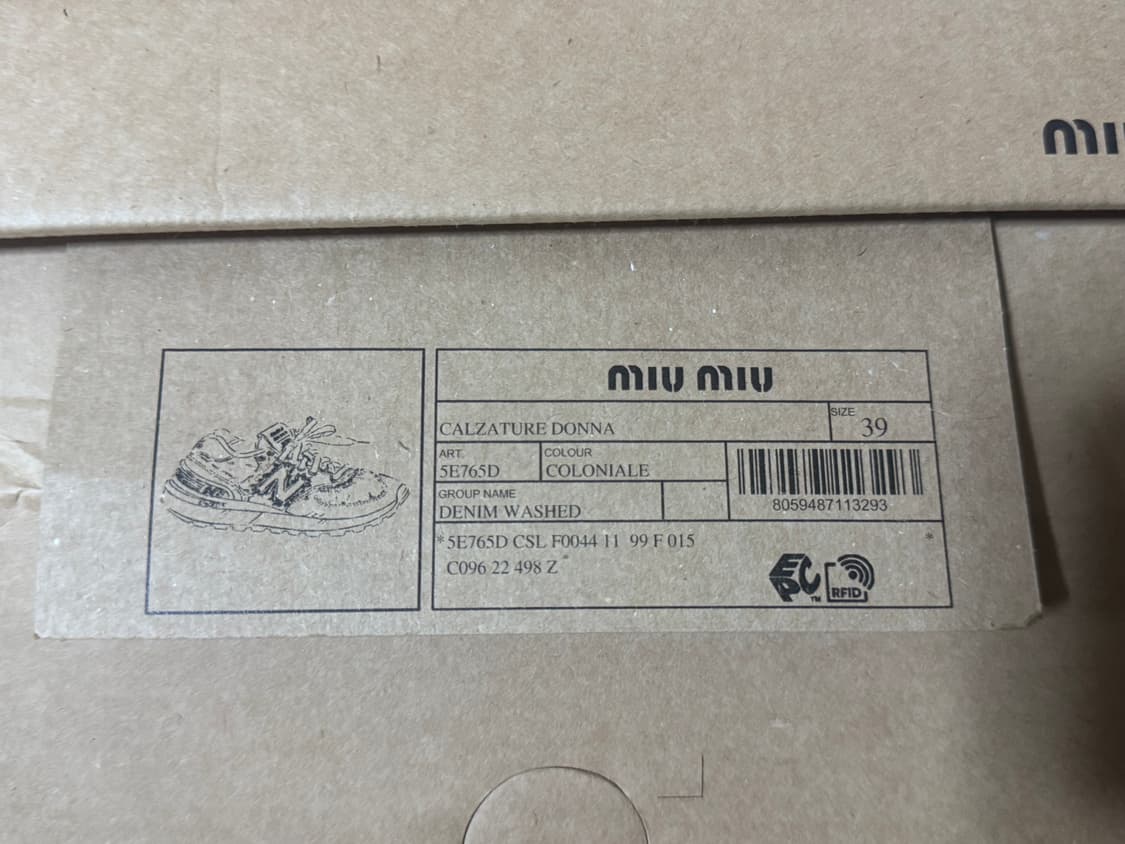 miu
miu miu
CALZATURE DONNA
SIZE
39
ART.
5E765D
COLOUR
COLONIALE
8059487113293
GROUP NAME
DENIM WASHED
*5E765D CSL F0044 11 99 F 015 *
C096 22 498 Z
EPC™
RFID
N